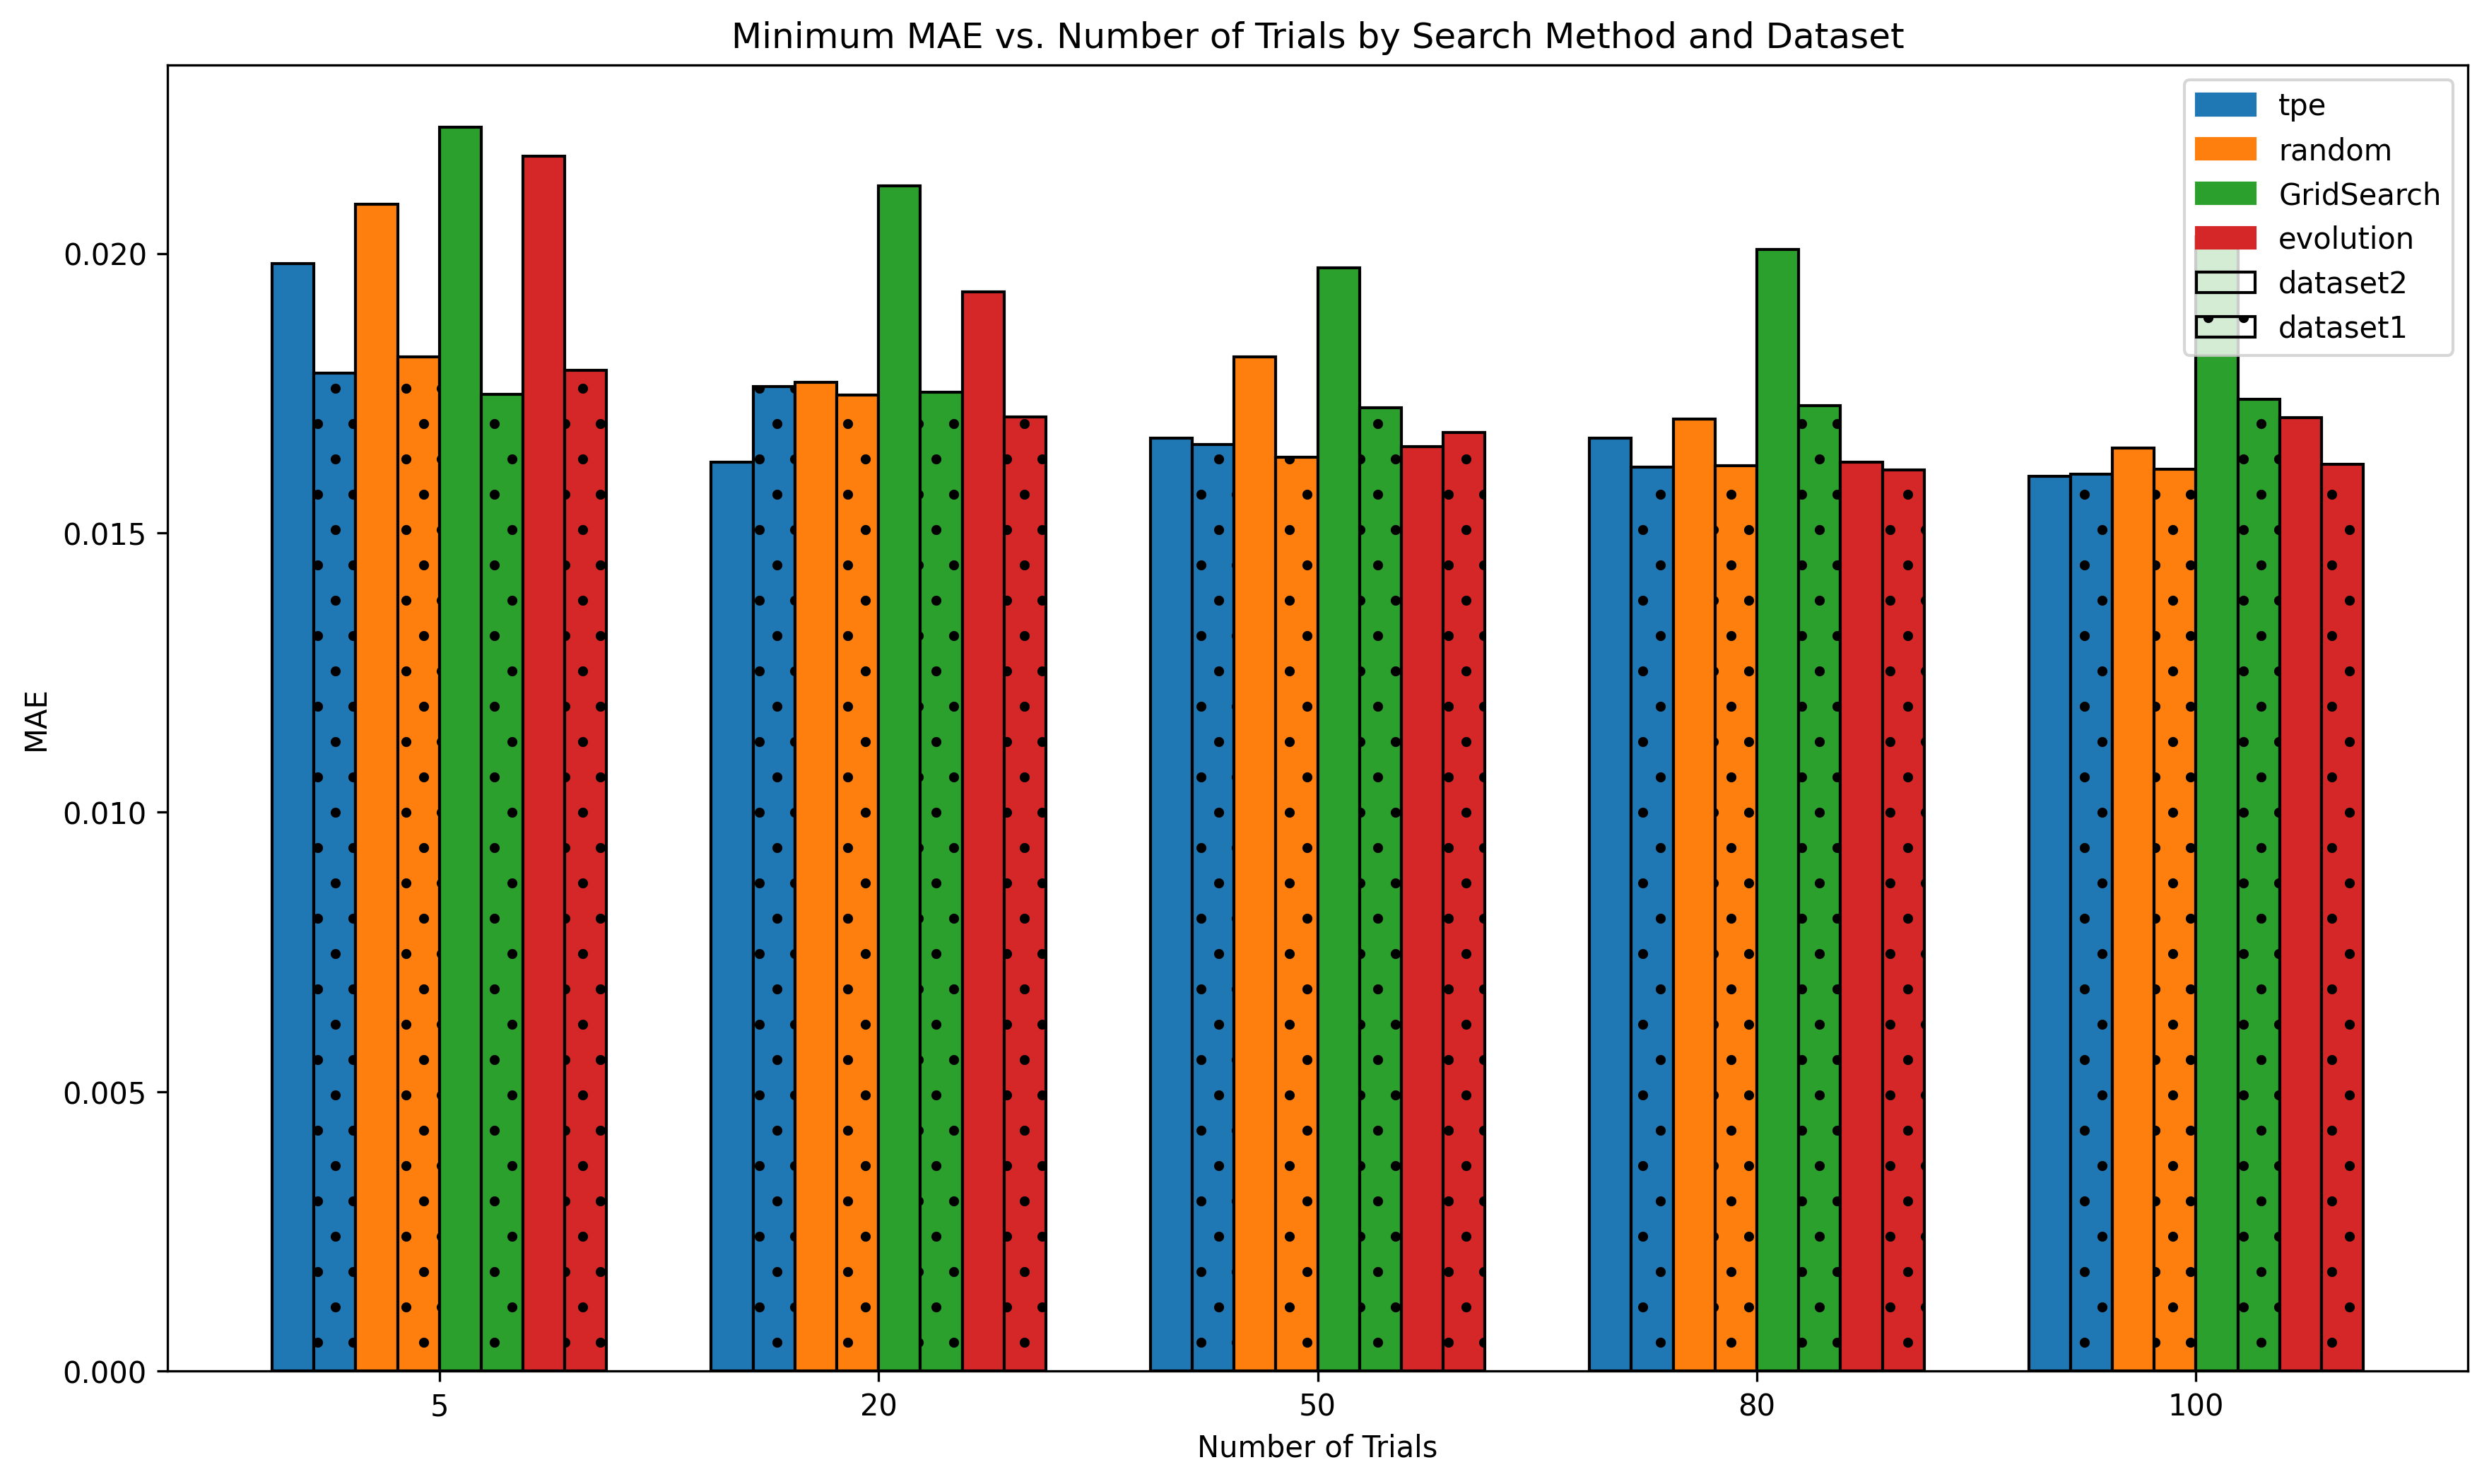 Minimum MAE vs. Number of Trials by Search Method and Dataset
tpe
random
GridSearch
evolution
dataset2
dataset1
MAE
0.020
0.015
0.010
0.005
0.000
5 20 50 80 100
Number of Trials